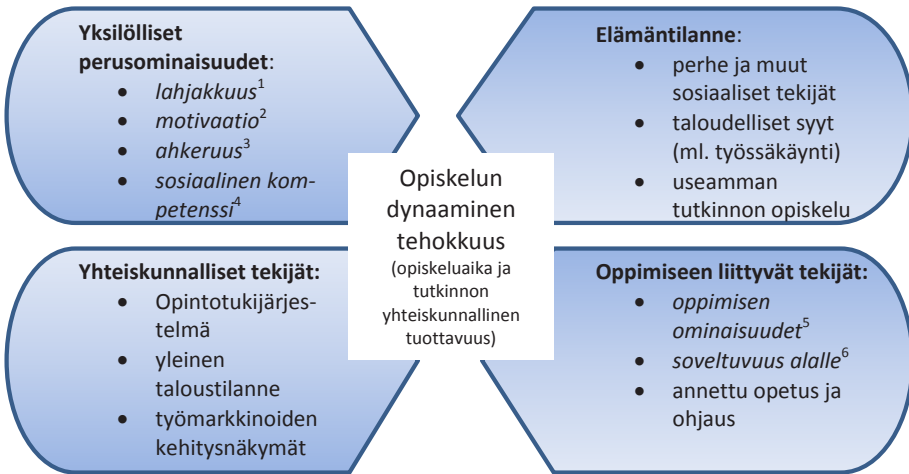 Yksilölliset
perusominaisuudet:
• lahjakkuus¹
• motivaatio²
• ahkeruus³
• sosiaalinen kom-
petenssi⁴
Elämäntilanne:
• perhe ja muut
sosiaaliset tekijät
• taloudelliset syyt
(ml. työssäkäynti)
• useamman
tutkinnon opiskelu
Opiskelun
dynaaminen
tehokkuus
(opiskeluaika ja
tutkinnon
yhteiskunnallinen
tuottavuus)
Yhteiskunnalliset tekijät:
• Opintotukijärjes-
telmä
• yleinen
taloustilanne
• työmarkkinoiden
kehitysnäkymät
Oppimiseen liittyvät tekijät:
• oppimisen
ominaisuudet⁵
• soveltuvuus alalle⁶
• annettu opetus ja
ohjaus